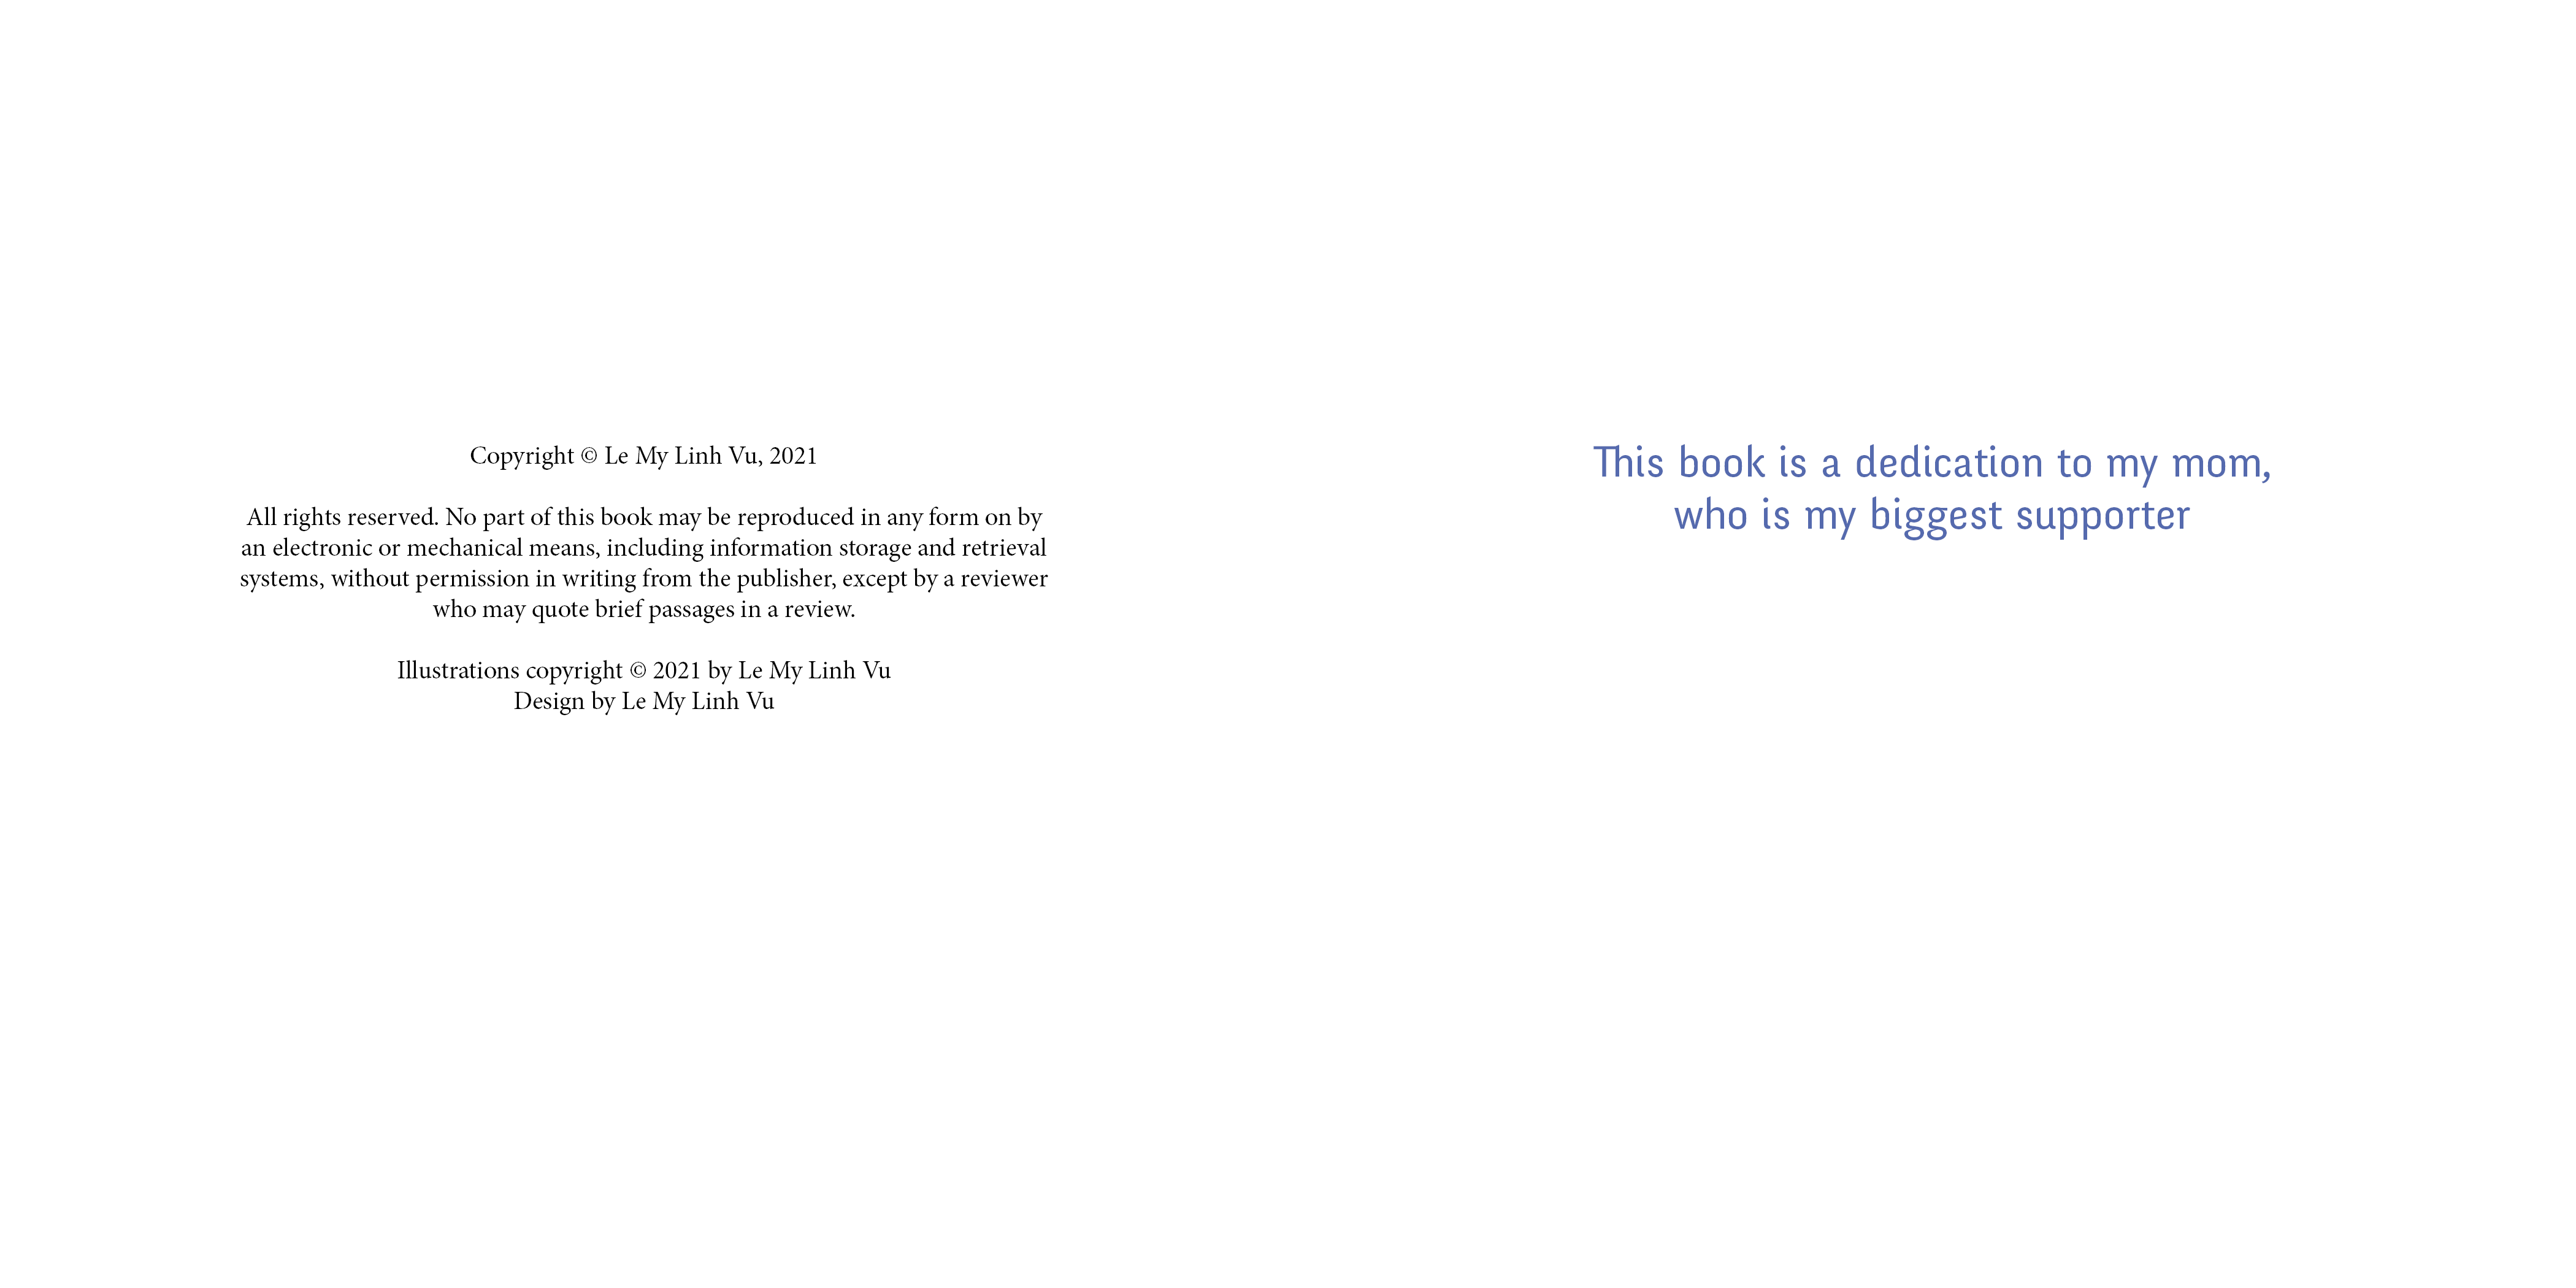 Copyright © Le My Linh Vu, 2021
All rights reserved. No part of this book may be reproduced in any form on by
an electronic or mechanical means, including information storage and retrieval
systems, without permission in writing from the publisher, except by a reviewer
who may quote brief passages in a review.
Illustrations copyright © 2021 by Le My Linh Vu
Design by Le My Linh Vu
This book is a dedication to my mom,
who is my biggest supporter